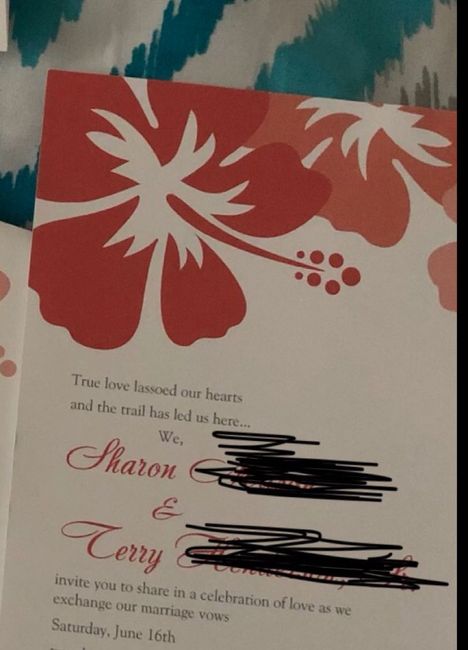 True love lassoed our hearts
and the trail has led us here...
We,
Sharon
&
Terry
invite you to share in a celebration of love as we
exchange our marriage vows
Saturday, June 16th